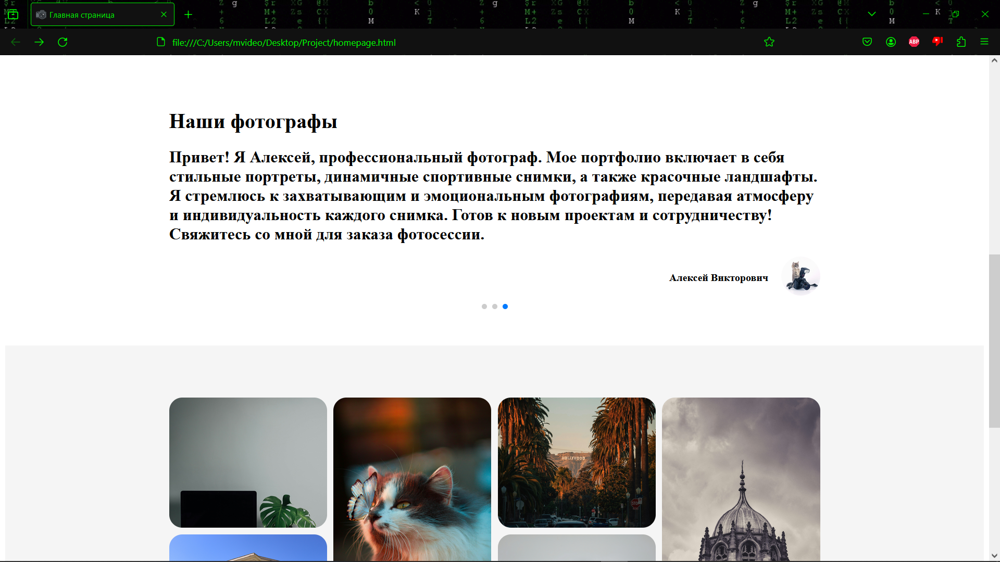 Главная страница
file:///C:/Users/mvideo/Desktop/Project/homepage.html
ABP
Наши фотографы
Привет! Я Алексей, профессиональный фотограф. Мое портфолио включает в себя
стильные портреты, динамичные спортивные снимки, а также красочные ландшафты.
Я стремлюсь к захватывающим и эмоциональным фотографиям, передавая атмосферу
и индивидуальность каждого снимка. Готов к новым проектам и сотрудничеству!
Свяжитесь со мной для заказа фотосессии.
Алексей Викторович
HOLLYWOOD
STOP